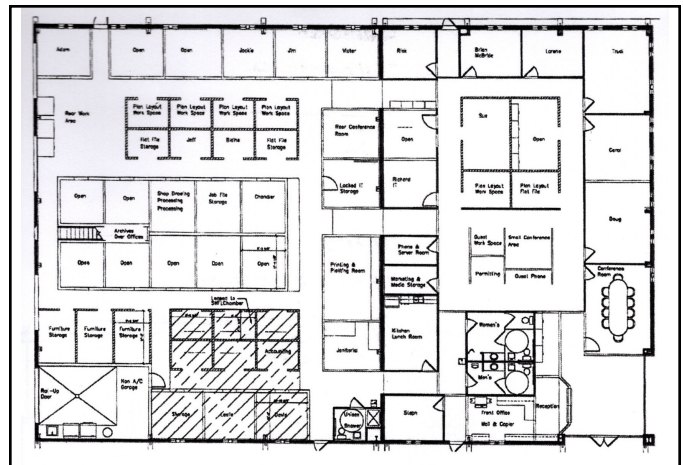 Adam
Open
Open
Jackie
Jim
Victor
Rick
Brian
McBride
Lorene
Trudi
Rear Work
Area
Plan Layout
Work Space
Plan Layout
Work Space
Plan Layout
Work Space
Plan Layout
Work Space
Flat File
Storage
Jeff
Flat File
Storage
Rear Conference
Room
Open
Sue
Open
Carol
Locked IT
Storage
Richard
IT
Plan Layout
Work Space
Plan Layout
Flat File
Open
Open
Shop Drawing
Processing
Processing
Job File
Storage
Chamber
Archives
Over Offices
Open
Open
Open
Open
Open
Phone &
Server Room
Guest
Work Space
Small Conference
Area
Doug
Printing &
Plotting Room
Marketing &
Media Storage
Permitting
Guest Phone
Conference
Room
Leased to
SWFLChamber
Furniture
Storage
Furniture
Storage
Furniture
Storage
Accounting
Janitorial
Kitchen
Lunch Room
Women's
Men's
Roll-Up
Door
Non A/C
Garage
Storage
Unisex
Shower
Front Office
Mail & Copier
Reception